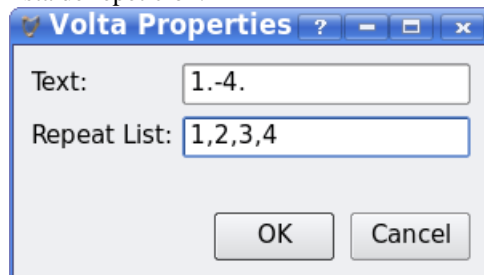 Volta Properties
Text: 1.-4.
Repeat List: 1,2,3,4
OK Cancel